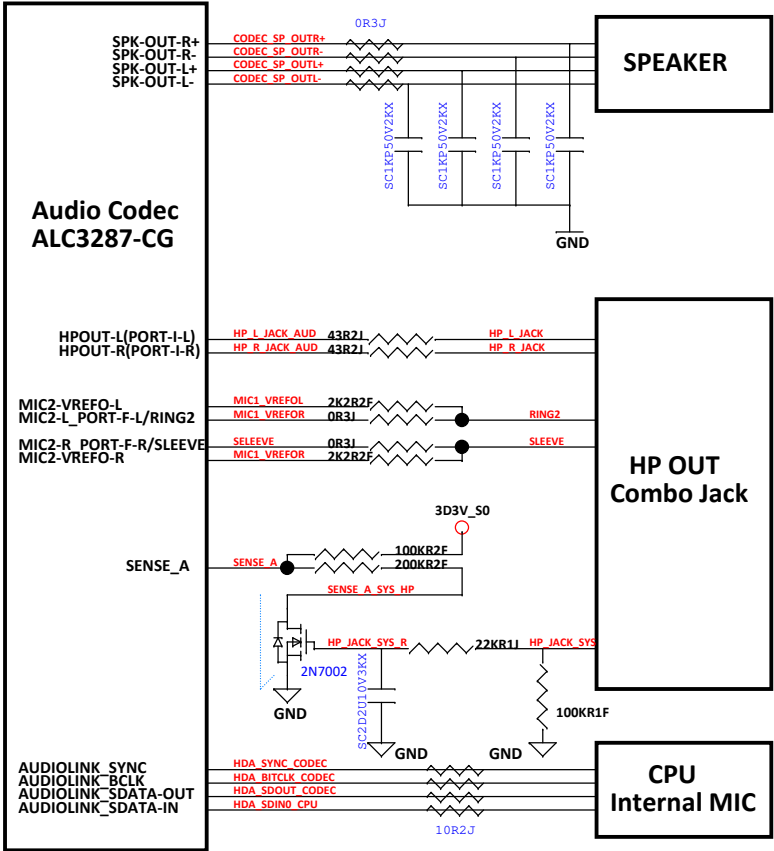 0R3J
SPK-OUT-R+ CODEC_SP_OUTR+
SPK-OUT-R- CODEC_SP_OUTR-
SPK-OUT-L+ CODEC_SP_OUTL+
SPK-OUT-L- CODEC_SP_OUTL-
SPEAKER
SC1KP50V2KX
SC1KP50V2KX
SC1KP50V2KX
SC1KP50V2KX
GND
Audio Codec
ALC3287-CG
HPOUT-L(PORT-I-L) HP_L_JACK_AUD 43R2J HP_L_JACK
HPOUT-R(PORT-I-R) HP_R_JACK_AUD 43R2J HP_R_JACK
MIC2-VREFO-L MIC1_VREFOL 2K2R2F
MIC2-L_PORT-F-L/RING2 MIC1_VREFOR 0R3J RING2
MIC2-R_PORT-F-R/SLEEVE SELEEVE 0R3J SLEEVE
MIC2-VREFO-R MIC1_VREFOR 2K2R2F
HP OUT
Combo Jack
3D3V_S0
100KR2F
SENSE_A SENSE_A 200KR2F
SENSE_A_SYS_HP
HP_JACK_SYS_R 22KR1J HP_JACK_SYS
2N7002
GND
SC2D2U10V3KX
100KR1F
GND GND
AUDIOLINK_SYNC HDA_SYNC_CODEC
AUDIOLINK_BCLK HDA_BITCLK_CODEC
AUDIOLINK_SDATA-OUT HDA_SDOUT_CODEC
AUDIOLINK_SDATA-IN HDA_SDIN0_CPU
10R2J
CPU
Internal MIC